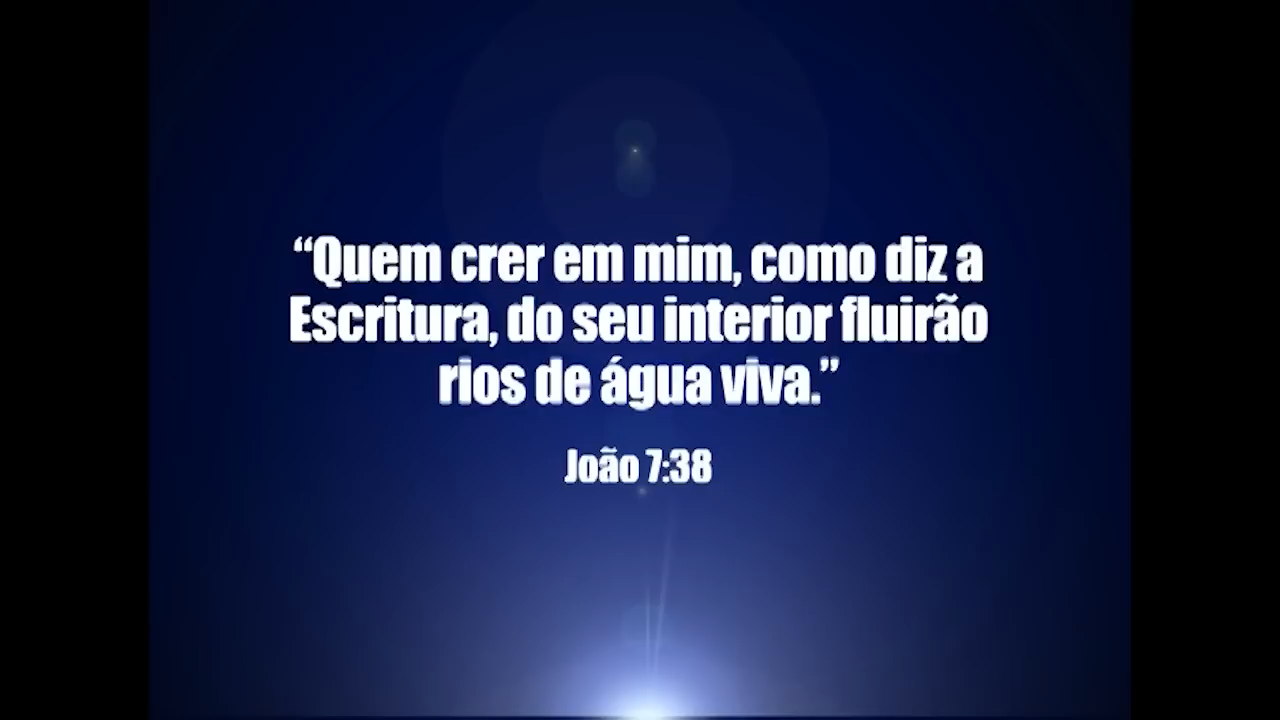 “Quem crer em mim, como diz a
Escritura, do seu interior fluirão
rios de água viva.”
João 7:38